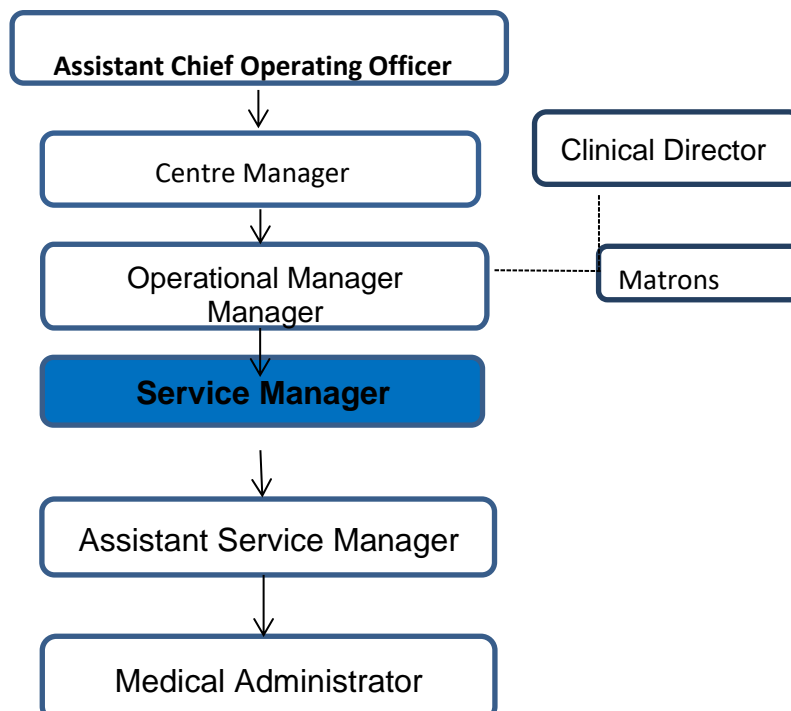 Assistant Chief Operating Officer
Centre Manager
Clinical Director
Operational Manager
Manager
Matrons
Service Manager
Assistant Service Manager
Medical Administrator